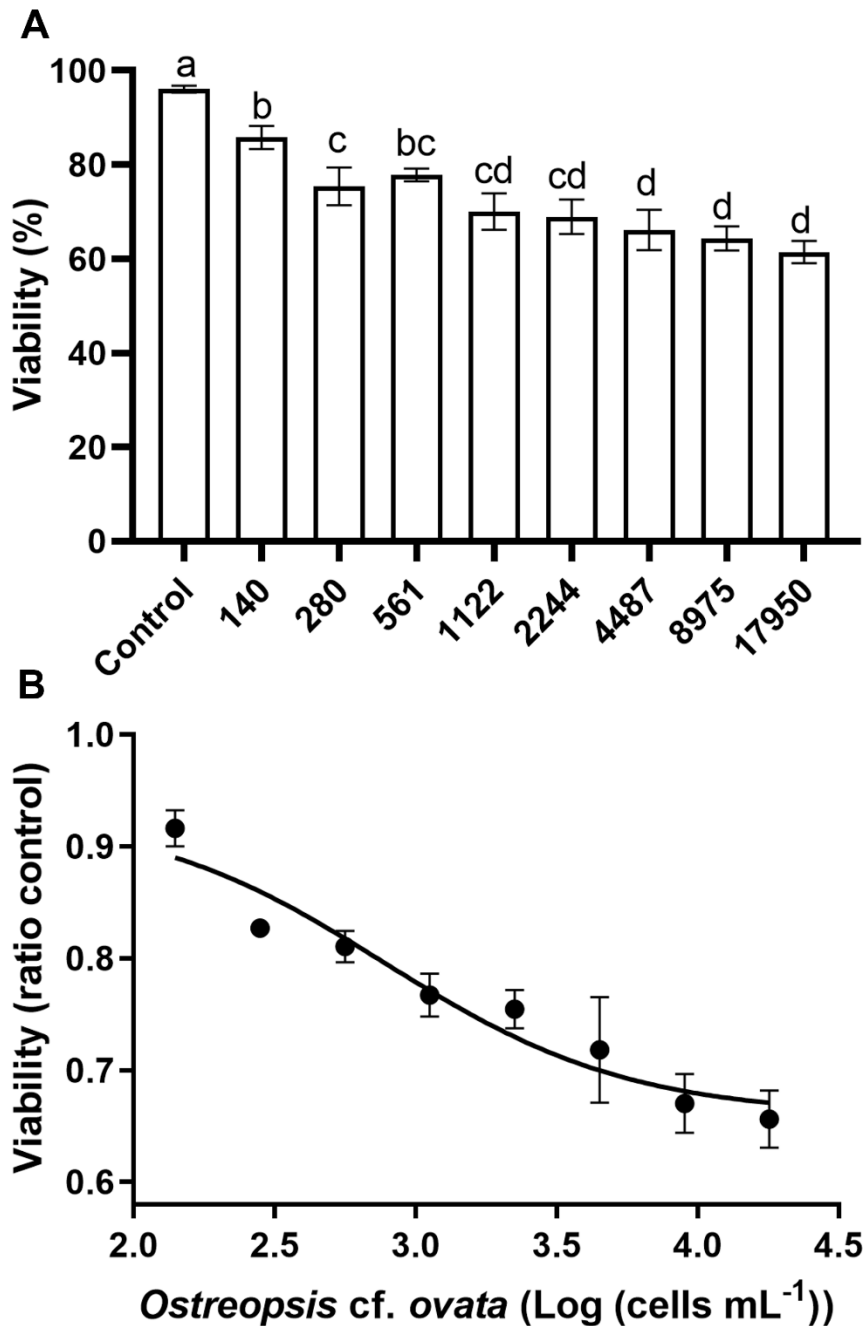 A
100
80
60
40
20
0
Viability (%)
a
b
c
bc
cd
cd
d
d
d
Control
140
280
561
1122
2244
4487
8975
17950
B
1.0
0.9
0.8
0.7
0.6
Viability (ratio control)
2.0 2.5 3.0 3.5 4.0 4.5
Ostreopsis cf. ovata (Log (cells mL⁻¹))